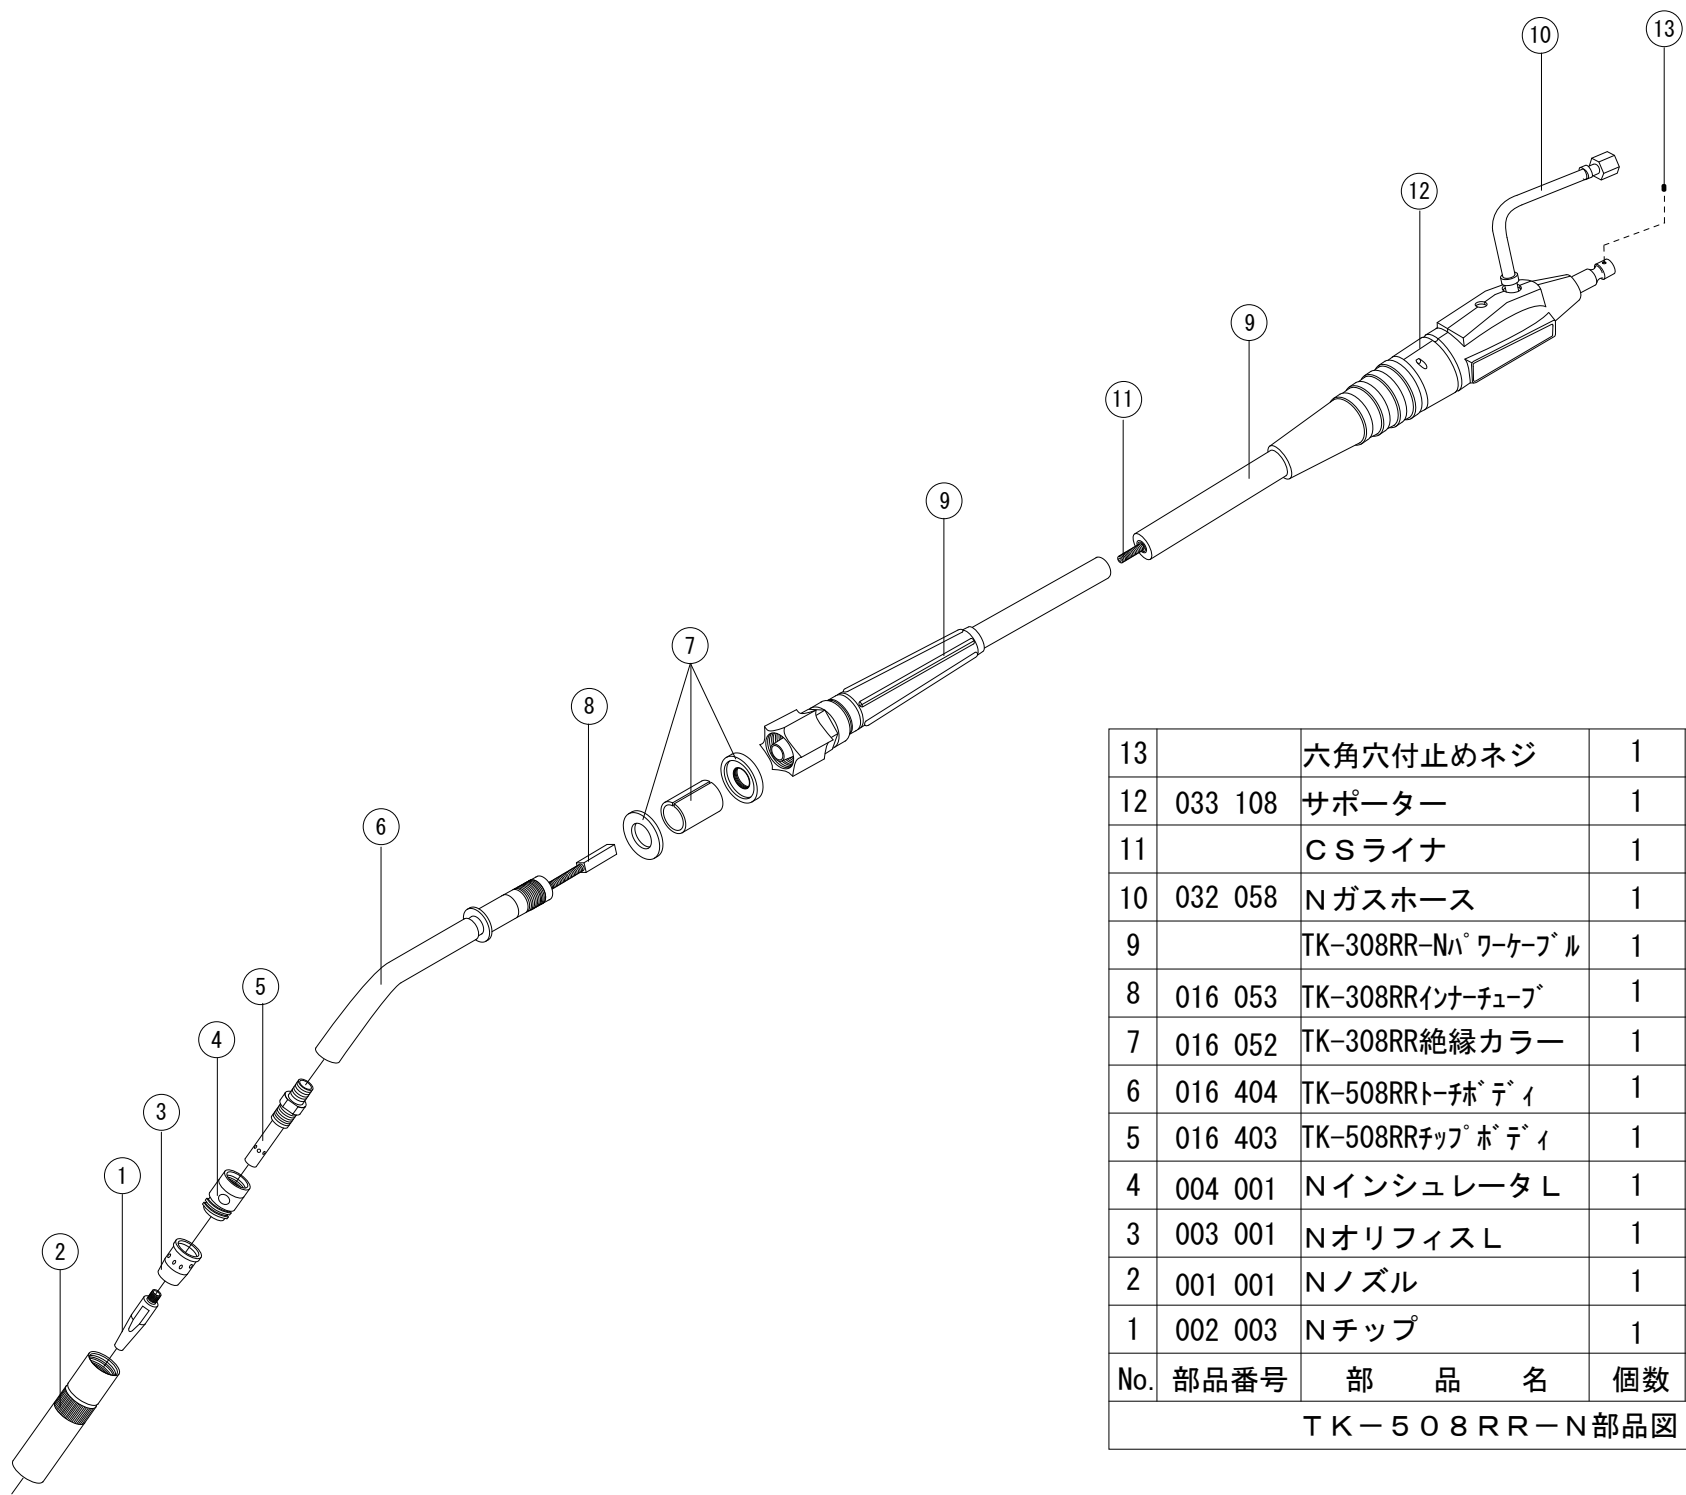 10
13
12
9
11
9
7
8
6
5
4
3
1
2
13 六角穴付止めネジ 1
12 033 108 サポーター 1
11 CSライナ 1
10 032 058 Nガスホース 1
9 TK-308RR-Nパワーケーブル 1
8 016 053 TK-308RRインナーチューブ 1
7 016 052 TK-308RR絶縁カラー 1
6 016 404 TK-508RRトーチボディ 1
5 016 403 TK-508RRチップボディ 1
4 004 001 NインシュレータL 1
3 003 001 NオリフィスL 1
2 001 001 Nノズル 1
1 002 003 Nチップ 1
No. 部品番号 部 品 名 個数
TK-508RR-N部品図